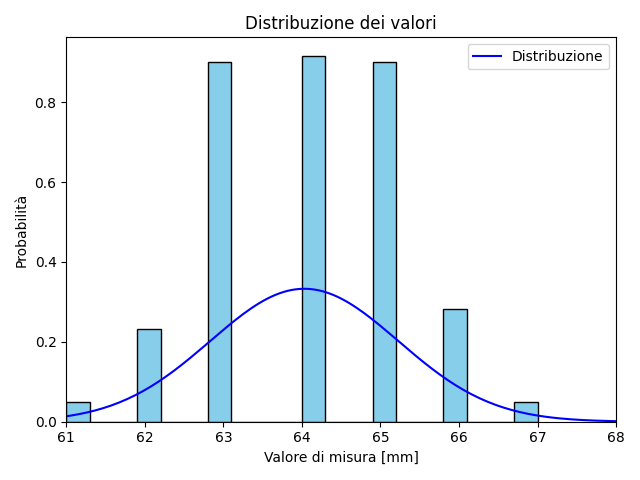 Distribuzione dei valori
Distribuzione
Probabilità
0.8
0.6
0.4
0.2
0.0
61 62 63 64 65 66 67 68
Valore di misura [mm]